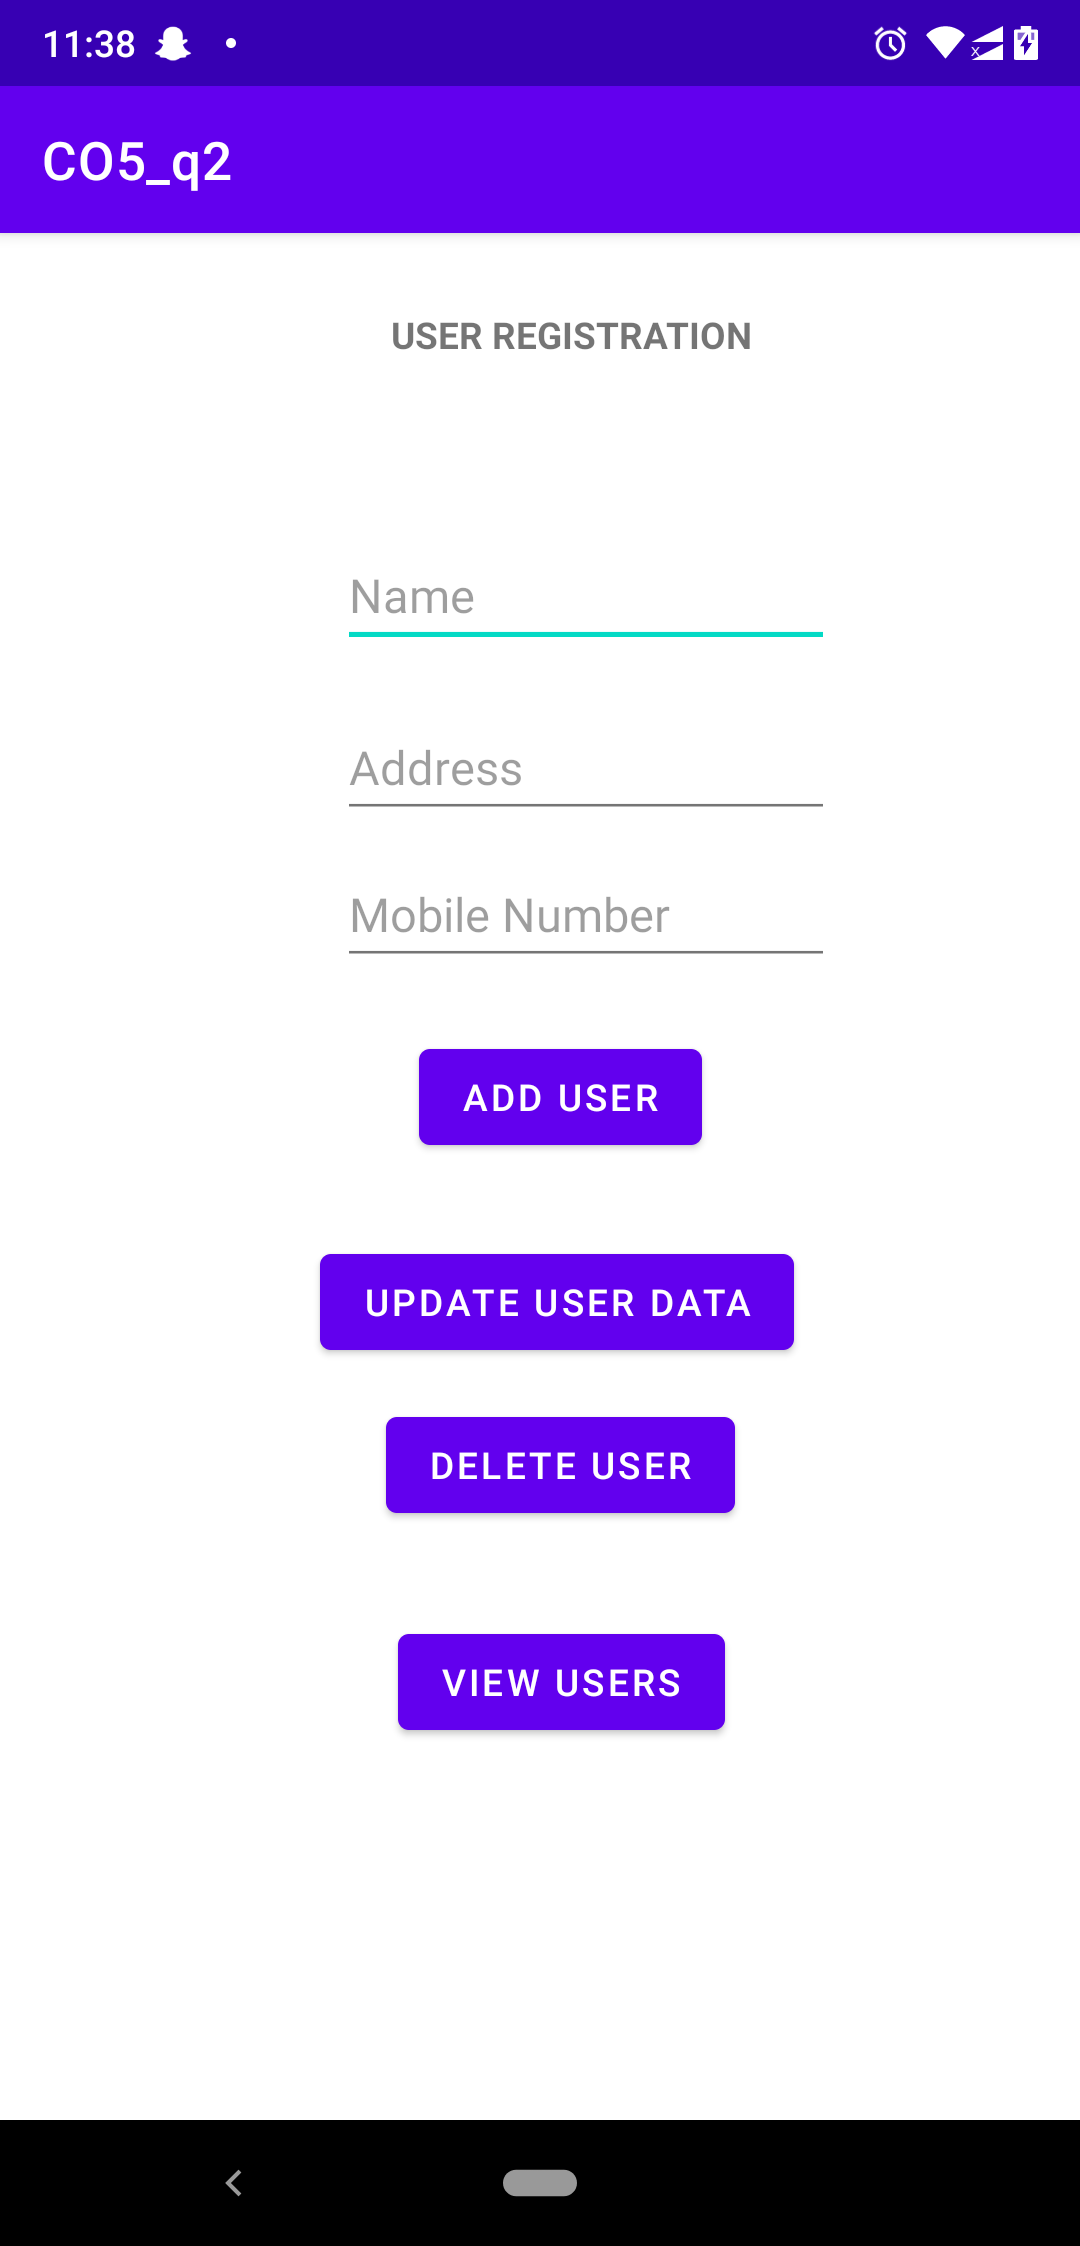 11:38
CO5_q2
USER REGISTRATION
Name
Address
Mobile Number
ADD USER
UPDATE USER DATA
DELETE USER
VIEW USERS